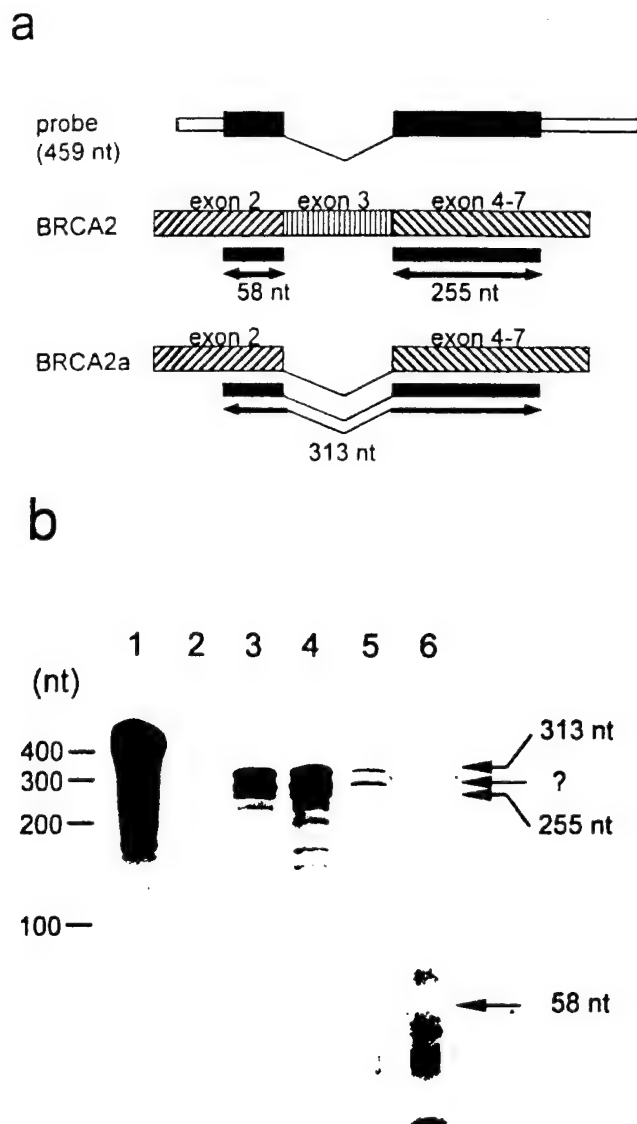 a
probe
(459 nt)
exon 2 exon 3 exon 4-7
BRCA2
58 nt 255 nt
exon 2 exon 4-7
BRCA2a
313 nt
b
1 2 3 4 5 6
(nt)
313 nt
400
300 ?
200 255 nt
100
58 nt